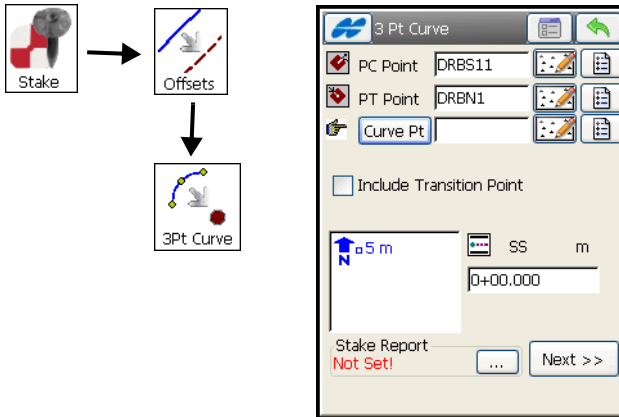 Stake
Offsets
3Pt Curve
3 Pt Curve
PC Point DRBS11
PT Point DRBN1
Curve Pt
Include Transition Point
5 m
N
SS m
0+00.000
Stake Report
Not Set!
...
Next >>